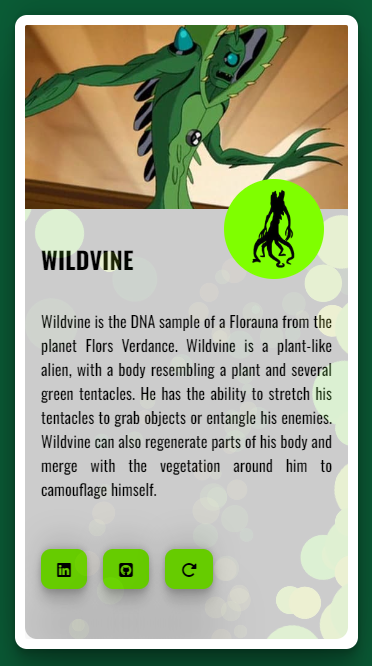 WILDVINE
Wildvine is the DNA sample of a Florauna from the
planet Flors Verdance. Wildvine is a plant-like
alien, with a body resembling a plant and several
green tentacles. He has the ability to stretch his
tentacles to grab objects or entangle his enemies.
Wildvine can also regenerate parts of his body and
merge with the vegetation around him to
camouflage himself.